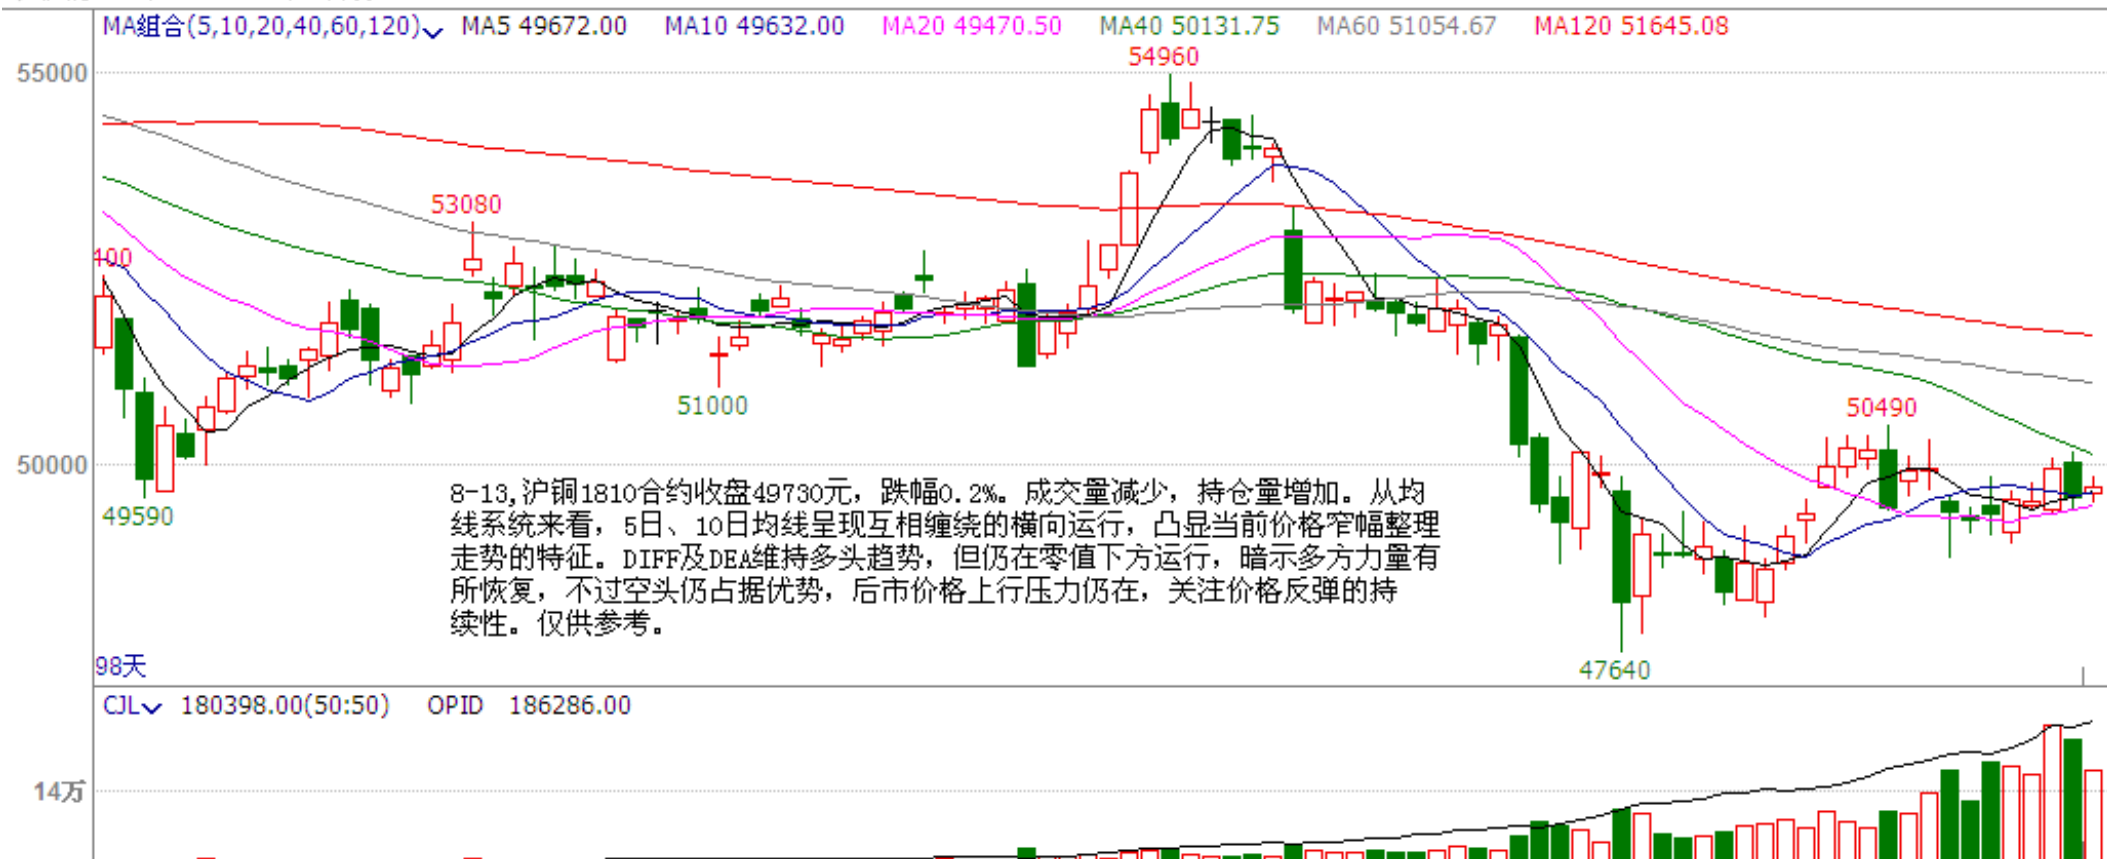 MA组合(5,10,20,40,60,120) MA5 49672.00 MA10 49632.00 MA20 49470.50 MA40 50131.75 MA60 51054.67 MA120 51645.08
54960
55000
53080
400
50490
51000
50000
49590
8-13,沪铜1810合约收盘49730元，跌幅0.2%。成交量减少，持仓量增加。从均
线系统来看，5日、10日均线呈现互相缠绕的横向运行，凸显当前价格窄幅整理
走势的特征。DIFF及DEA维持多头趋势，但仍在零值下方运行，暗示多方力量有
所恢复，不过空头仍占据优势，后市价格上行压力仍在，关注价格反弹的持
续性。仅供参考。
98天
47640
CJL 180398.00(50:50) OPID 186286.00
14万